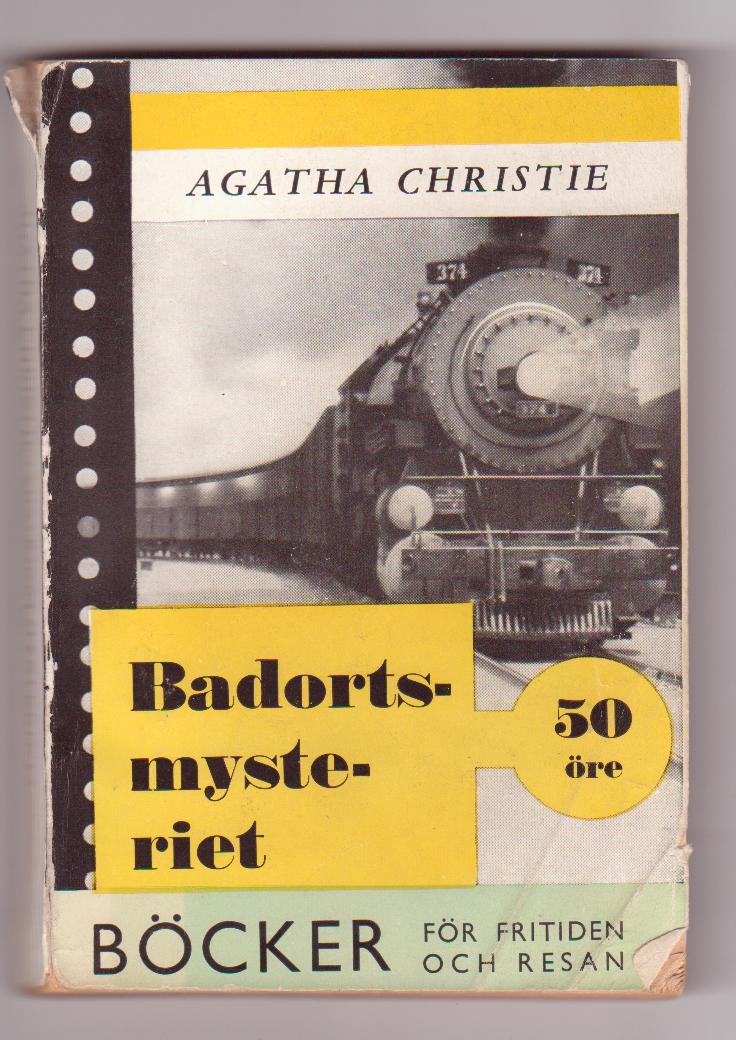 AGATHA CHRISTIE
374 374
374
Badorts-
myste-
riet
50
öre
BÖCKER
FÖR FRITIDEN
OCH RESAN